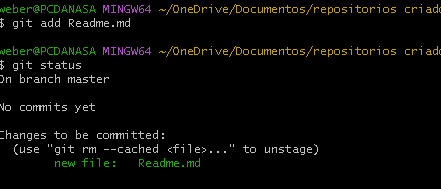 weber@PCDANASA MINGW64 ~/OneDrive/Documentos/repositorios criado
$ git add Readme.md
weber@PCDANASA MINGW64 ~/OneDrive/Documentos/repositorios criado
$ git status
On branch master
No commits yet
Changes to be committed:
(use "git rm --cached <file>..." to unstage)
new file: Readme.md